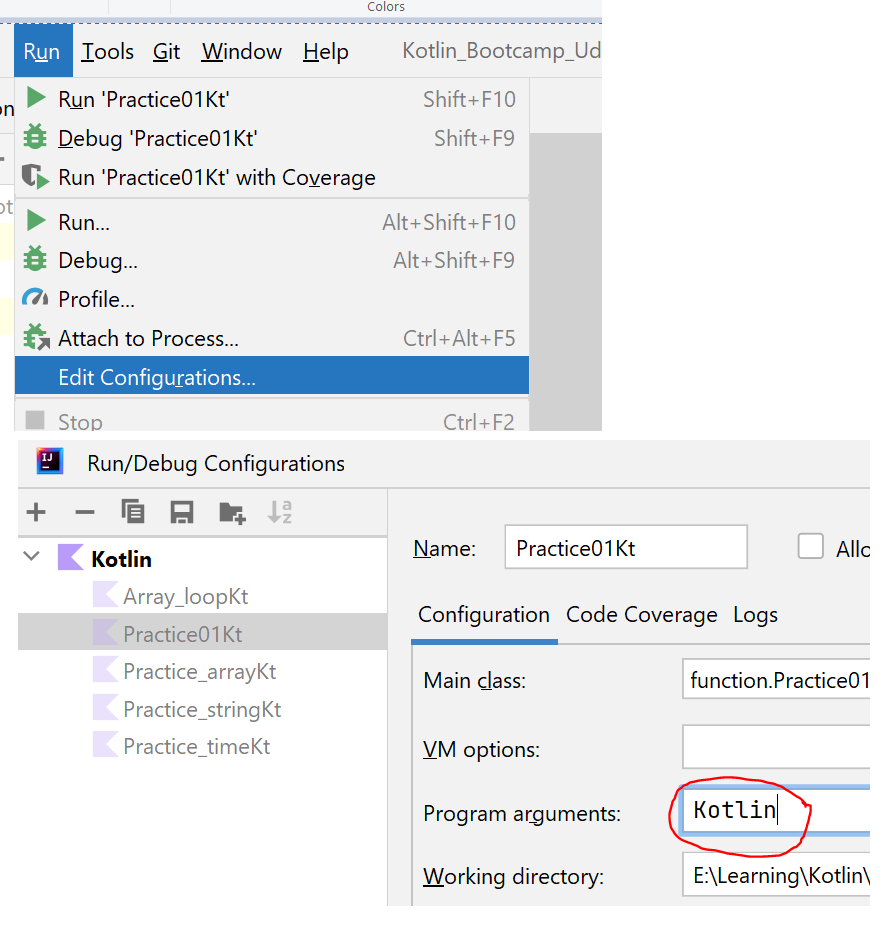 Colors
Run Tools Git Window Help Kotlin_Bootcamp_Ud
on
Run 'Practice01Kt' Shift+F10
Debug 'Practice01Kt' Shift+F9
Run 'Practice01Kt' with Coverage
ot
Run... Alt+Shift+F10
Debug... Alt+Shift+F9
Profile...
Attach to Process... Ctrl+Alt+F5
Edit Configurations...
Stop Ctrl+F2
IJ Run/Debug Configurations
Kotlin
Array_loopKt
Practice01Kt
Practice_arrayKt
Practice_stringKt
Practice_timeKt
Name: Practice01Kt Allo
Configuration Code Coverage Logs
Main class: function.Practice01
VM options:
Program arguments: Kotlin
Working directory: E:\Learning\Kotlin\